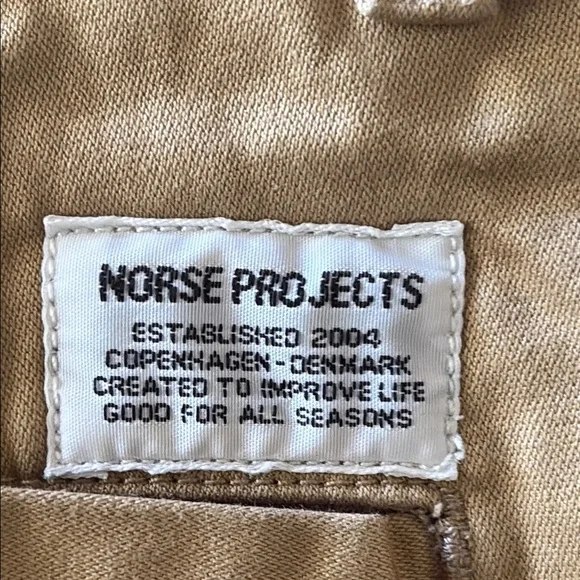 NORSE PROJECTS
ESTABLISHED 2004
COPENHAGEN - DENMARK
CREATED TO IMPROVE LIFE
GOOD FOR ALL SEASONS